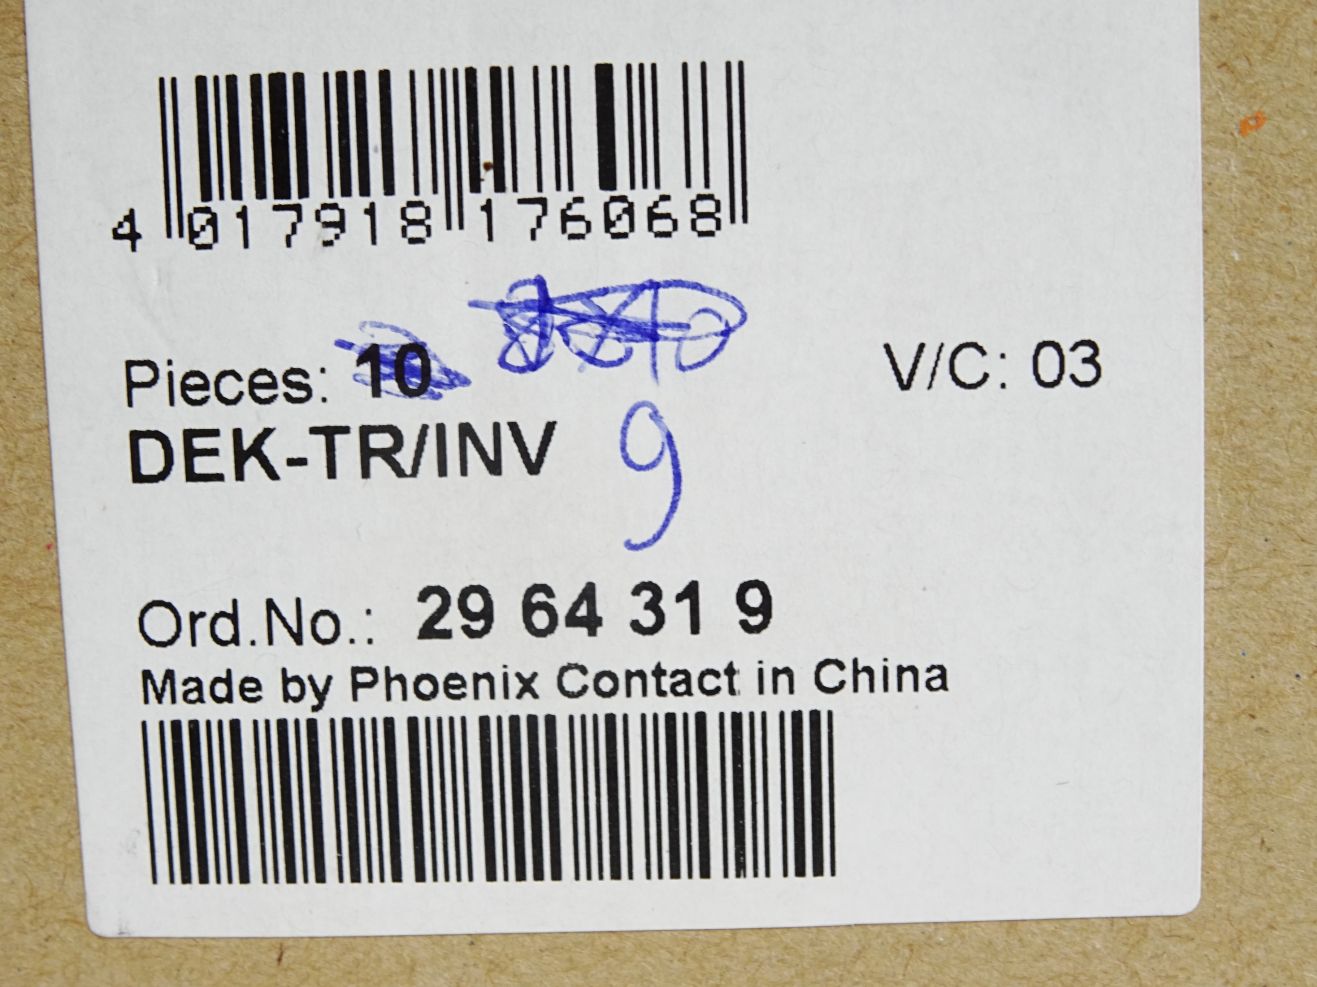 4 017918 176068
Pieces: 10
V/C: 03
DEK-TR/INV
9
Ord.No.: 29 64 31 9
Made by Phoenix Contact in China